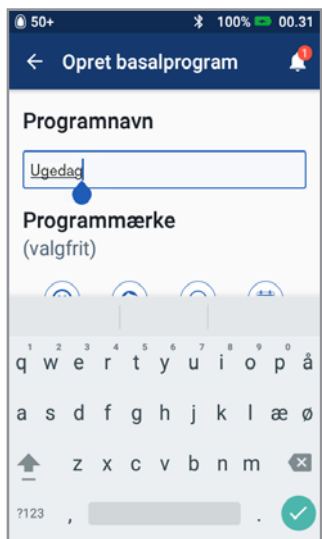 50+ 100% 00.31
Opret basalprogram 1
Programnavn
Ugedag
Programmærke
(valgfrit)
1 2 3 4 5 6 7 8 9 0
q w e r t y u i o p å
a s d f g h j k l æ ø
z x c v b n m
?123 , .